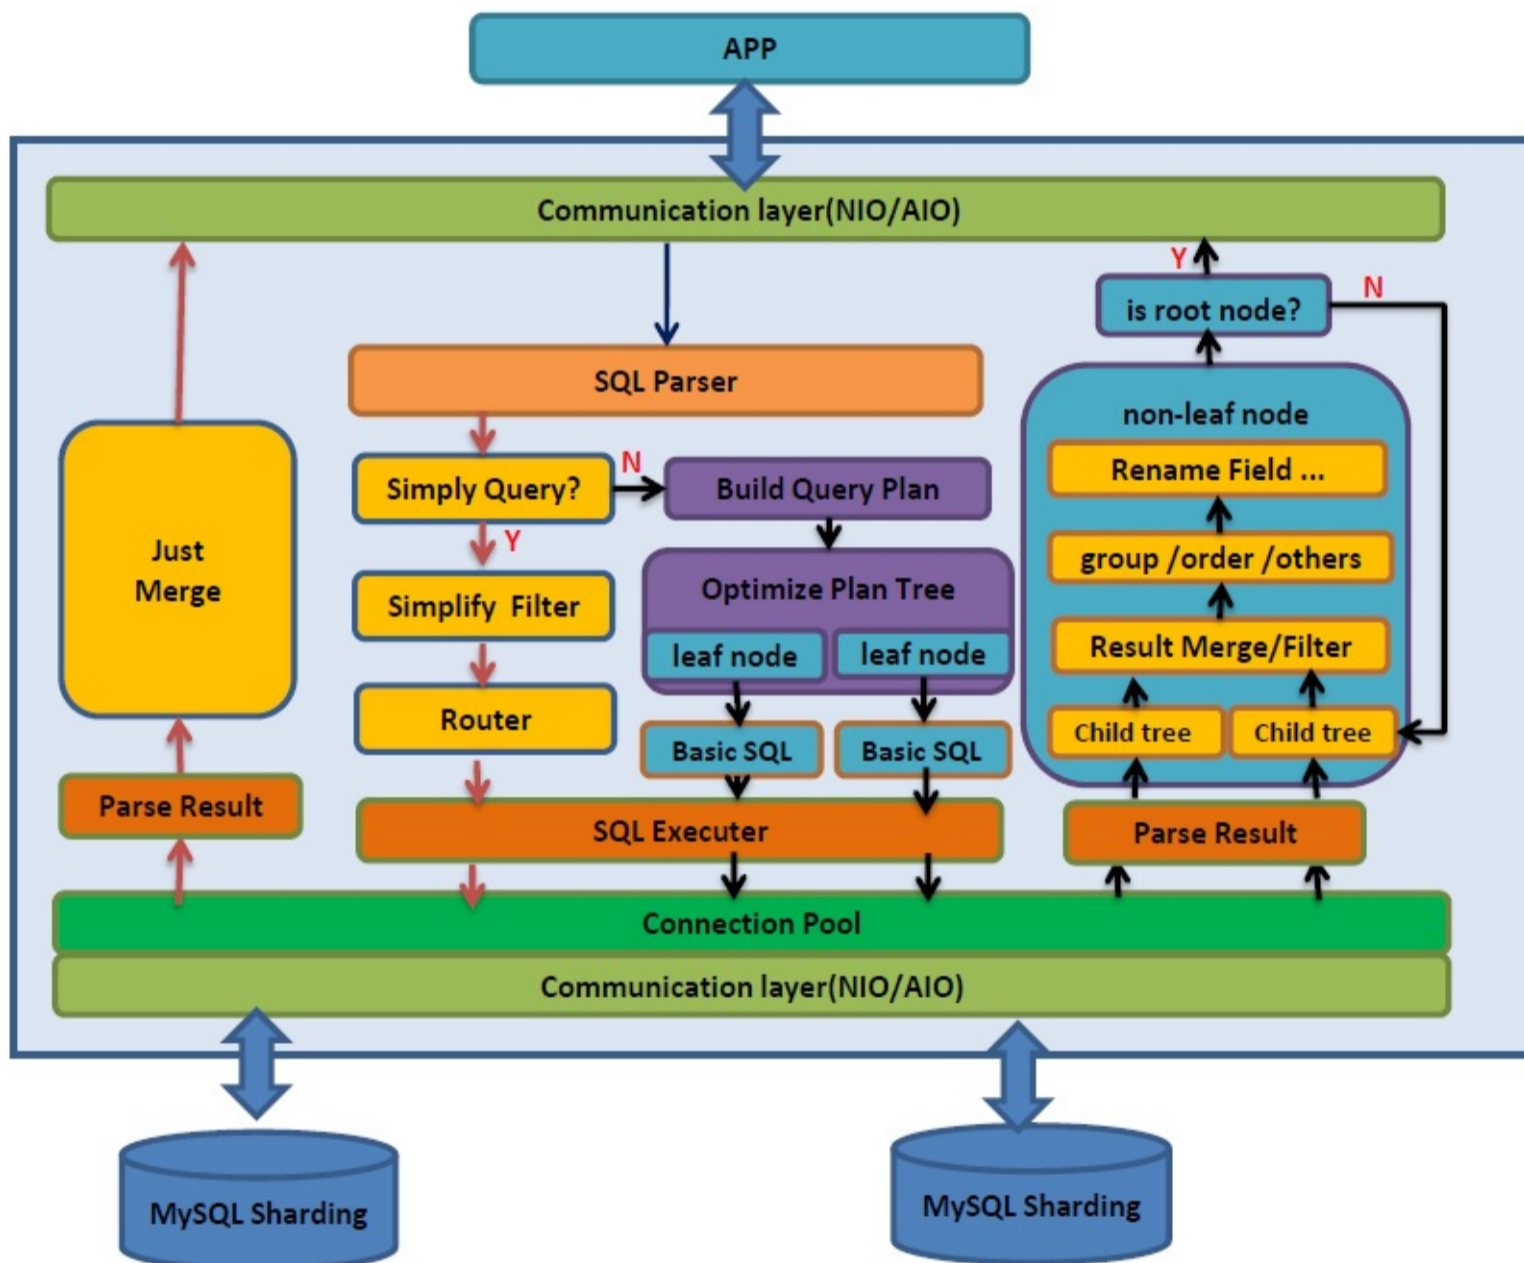 APP
Communication layer(NIO/AIO)
Y
is root node?
N
SQL Parser
non-leaf node
Simply Query?
N
Build Query Plan
Rename Field ...
Just
Merge
Y
group /order /others
Simplify  Filter
Optimize Plan Tree
leaf node
leaf node
Result Merge/Filter
Router
Basic SQL
Basic SQL
Child tree
Child tree
Parse Result
SQL Executer
Parse Result
Connection Pool
Communication layer(NIO/AIO)
MySQL Sharding
MySQL Sharding